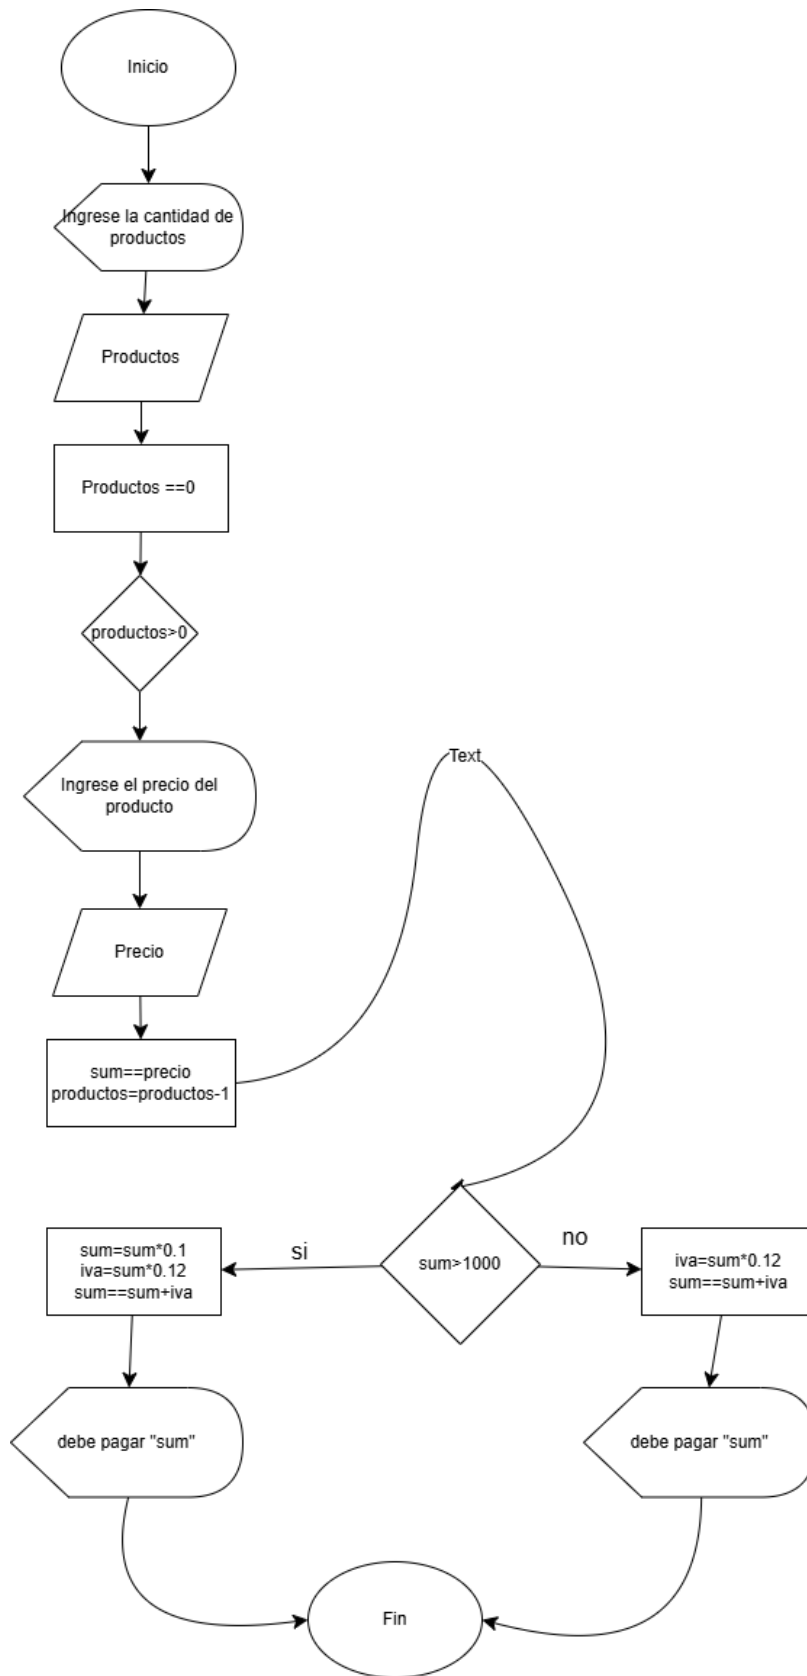 Inicio
Ingrese la cantidad de
productos
Productos
Productos ==0
productos>0
Ingrese el precio del
producto
Text
Precio
sum==precio
productos=productos-1
sum=sum*0.1
iva=sum*0.12
sum==sum+iva
si
sum>1000
no
iva=sum*0.12
sum==sum+iva
debe pagar "sum"
debe pagar "sum"
Fin